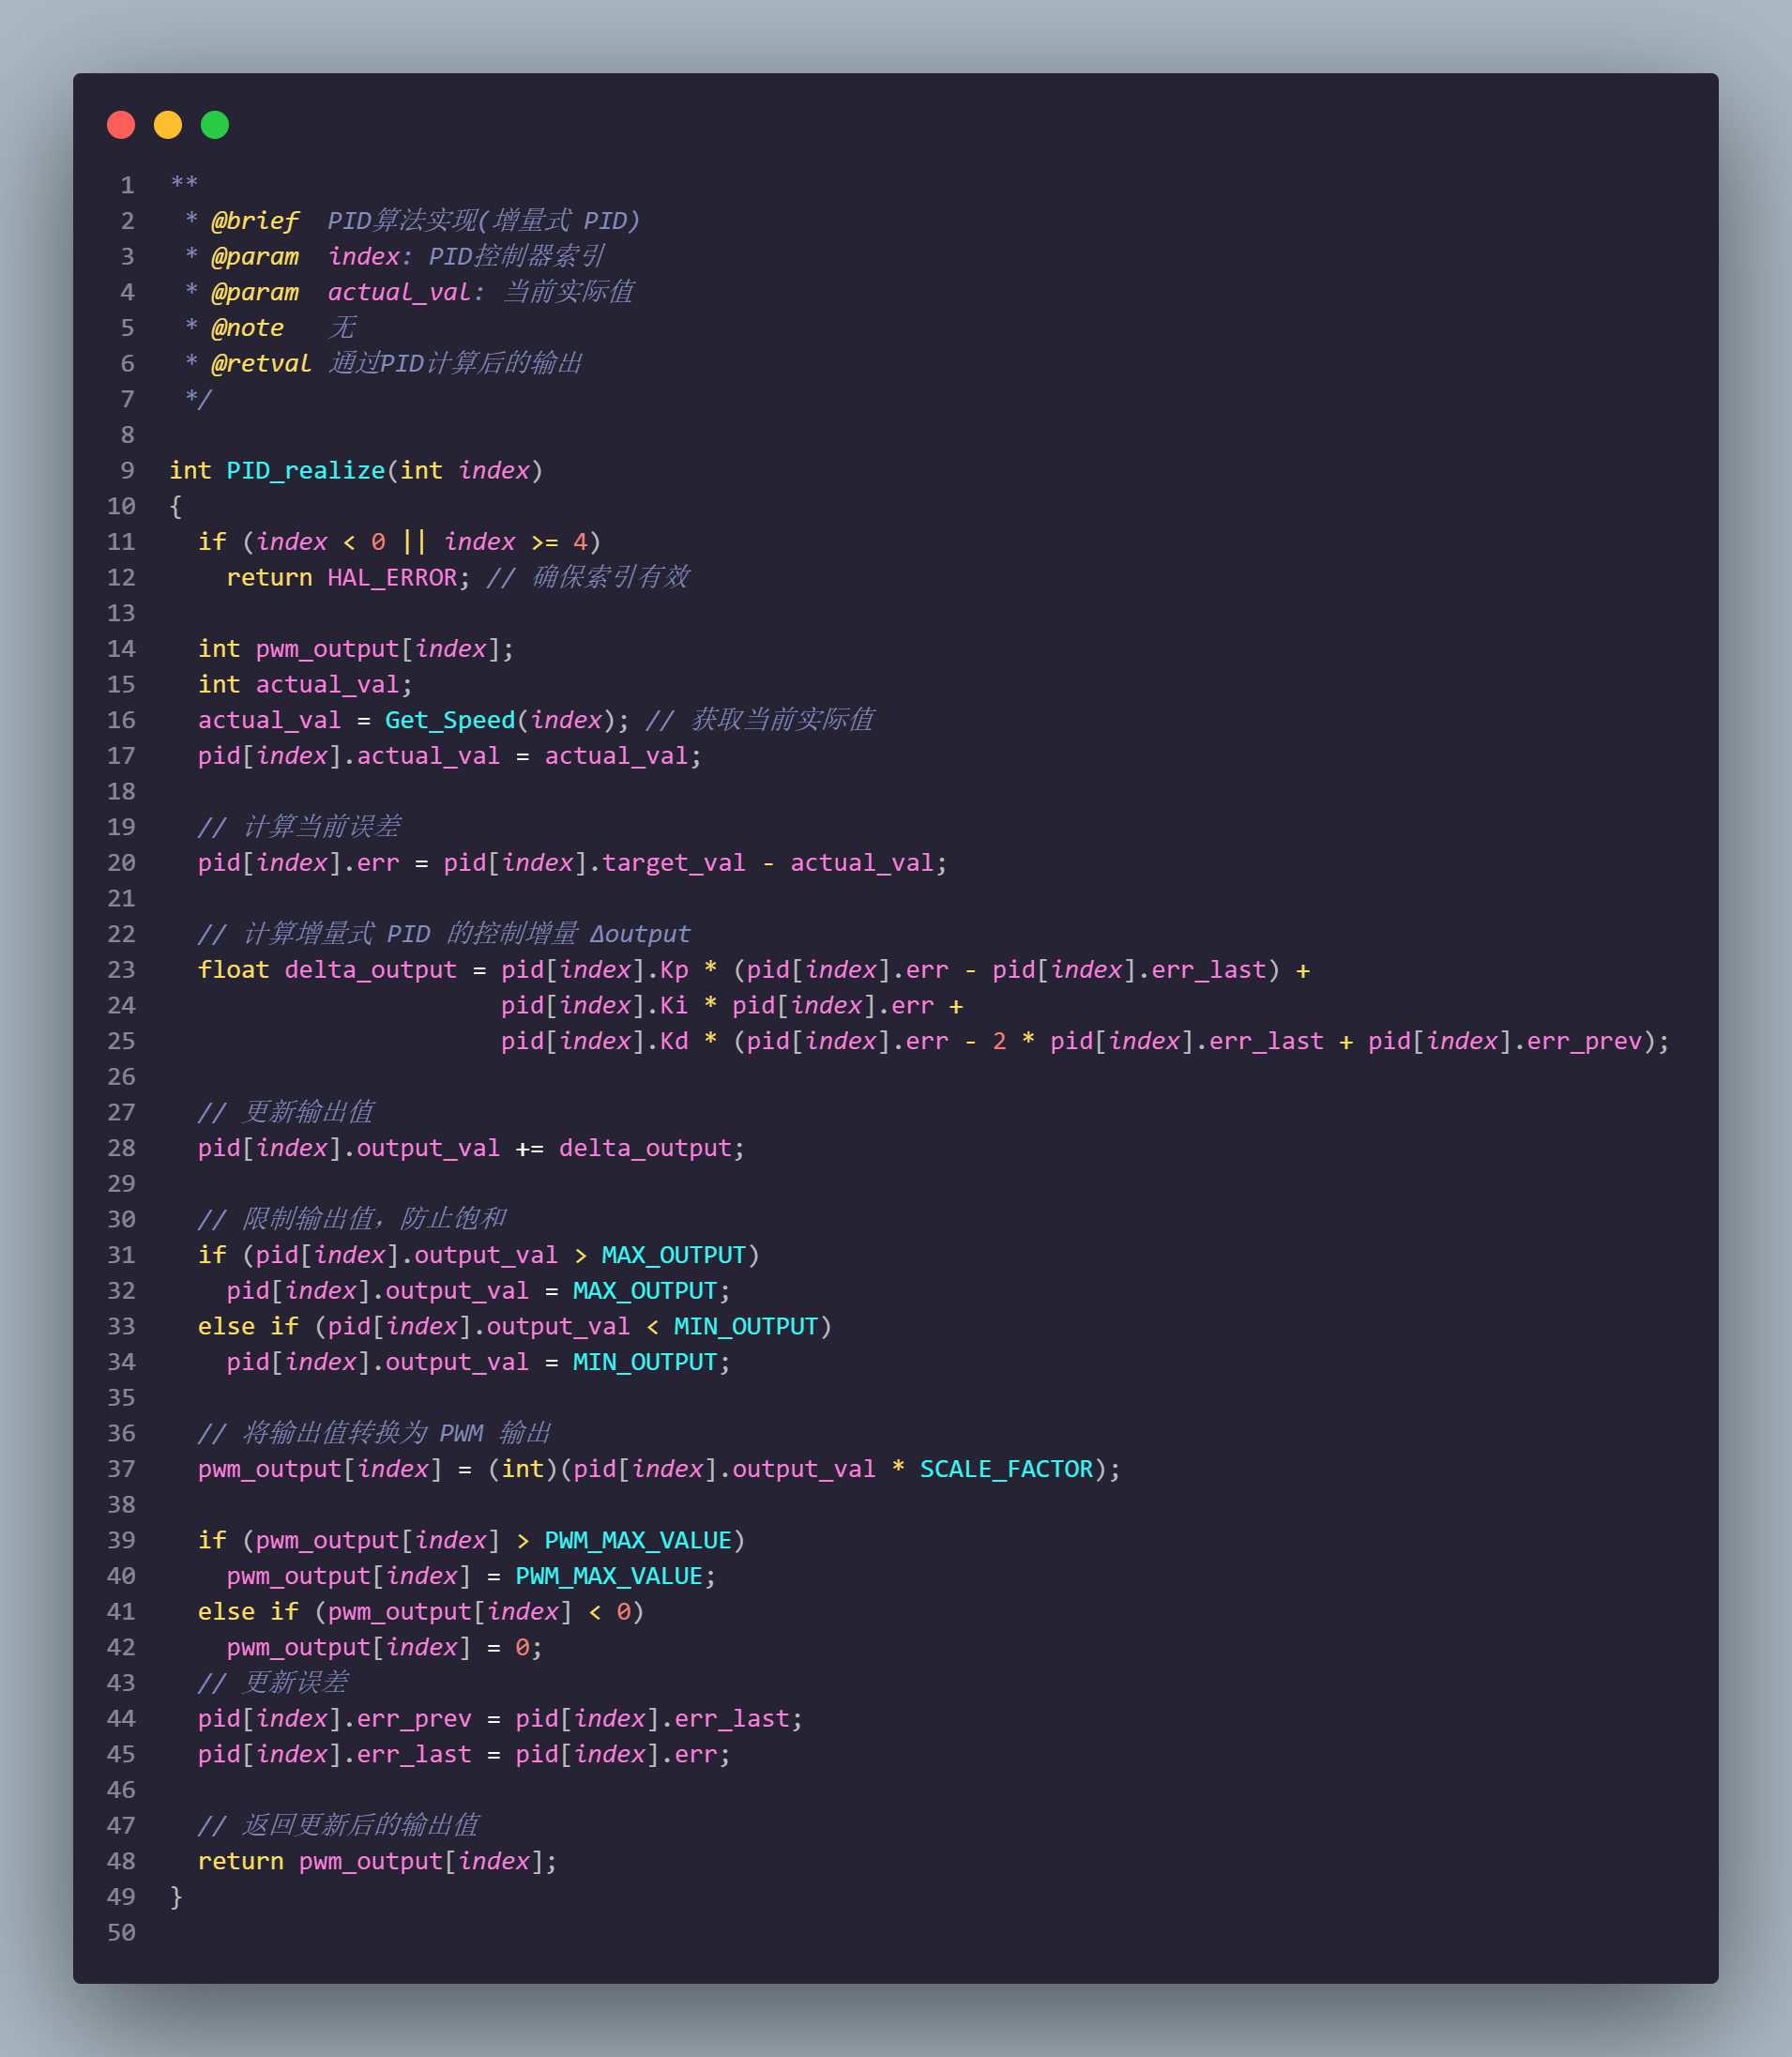 1 **
2  * @brief  PID算法实现(增量式 PID)
3  * @param  index: PID控制器索引
4  * @param  actual_val: 当前实际值
5  * @note   无
6  * @retval 通过PID计算后的输出
7  */
8
9 int PID_realize(int index)
10 {
11   if (index < 0 || index >= 4)
12     return HAL_ERROR; // 确保索引有效
13
14   int pwm_output[index];
15   int actual_val;
16   actual_val = Get_Speed(index); // 获取当前实际值
17   pid[index].actual_val = actual_val;
18
19   // 计算当前误差
20   pid[index].err = pid[index].target_val - actual_val;
21
22   // 计算增量式 PID 的控制增量 Δoutput
23   float delta_output = pid[index].Kp * (pid[index].err - pid[index].err_last) +
24                        pid[index].Ki * pid[index].err +
25                        pid[index].Kd * (pid[index].err - 2 * pid[index].err_last + pid[index].err_prev);
26
27   // 更新输出值
28   pid[index].output_val += delta_output;
29
30   // 限制输出值，防止饱和
31   if (pid[index].output_val > MAX_OUTPUT)
32     pid[index].output_val = MAX_OUTPUT;
33   else if (pid[index].output_val < MIN_OUTPUT)
34     pid[index].output_val = MIN_OUTPUT;
35
36   // 将输出值转换为 PWM 输出
37   pwm_output[index] = (int)(pid[index].output_val * SCALE_FACTOR);
38
39   if (pwm_output[index] > PWM_MAX_VALUE)
40     pwm_output[index] = PWM_MAX_VALUE;
41   else if (pwm_output[index] < 0)
42     pwm_output[index] = 0;
43   // 更新误差
44   pid[index].err_prev = pid[index].err_last;
45   pid[index].err_last = pid[index].err;
46
47   // 返回更新后的输出值
48   return pwm_output[index];
49 }
50